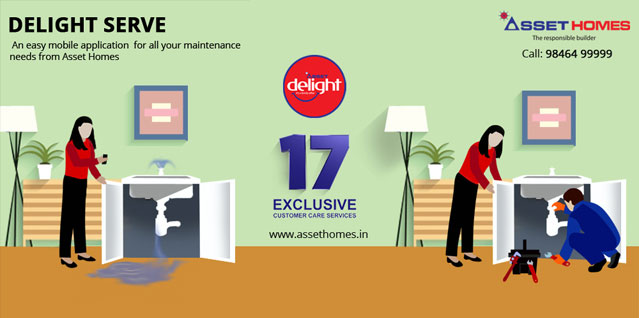 DELIGHT SERVE
An easy mobile application for all your maintenance
needs from Asset Homes
ASSET HOMES
The responsible builder
Call: 98464 99999
delight
17
EXCLUSIVE
CUSTOMER CARE SERVICES
www.assethomes.in